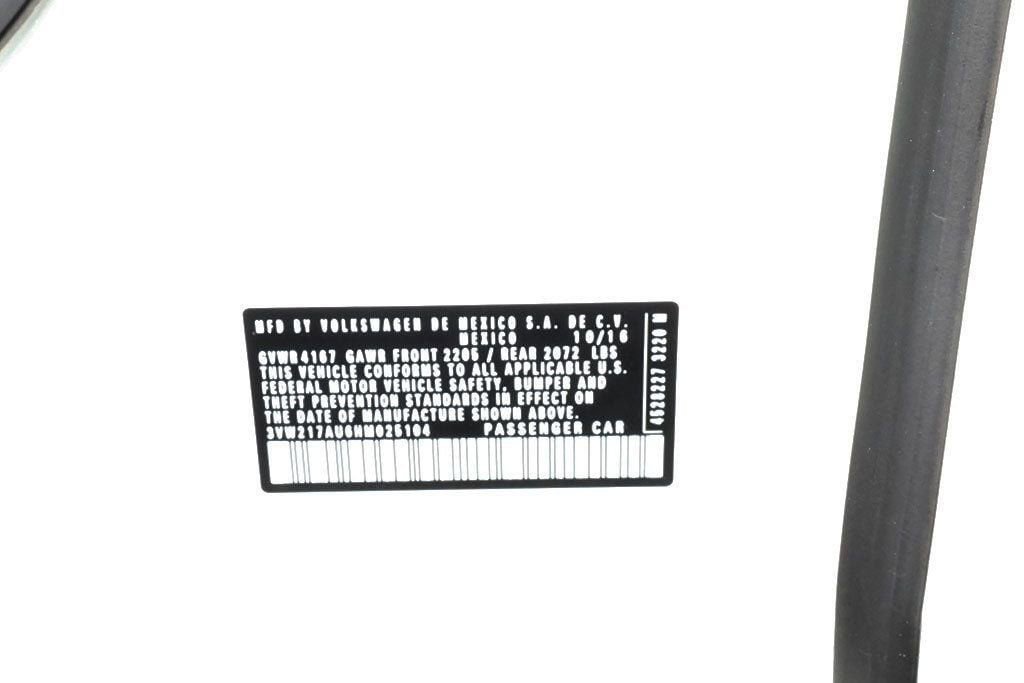 MFD BY VOLKSWAGEN DE MEXICO S.A. DE C.V.
MEXICO 10/16
GVWR 4167 GAWR FRONT 2205 / REAR 2072 LBS
THIS VEHICLE CONFORMS TO ALL APPLICABLE U.S.
FEDERAL MOTOR VEHICLE SAFETY, BUMPER AND
THEFT PREVENTION STANDARDS IN EFFECT ON
THE DATE OF MANUFACTURE SHOWN ABOVE.
3VW217AU6HM025104 PASSENGER CAR
4628227 3220 M